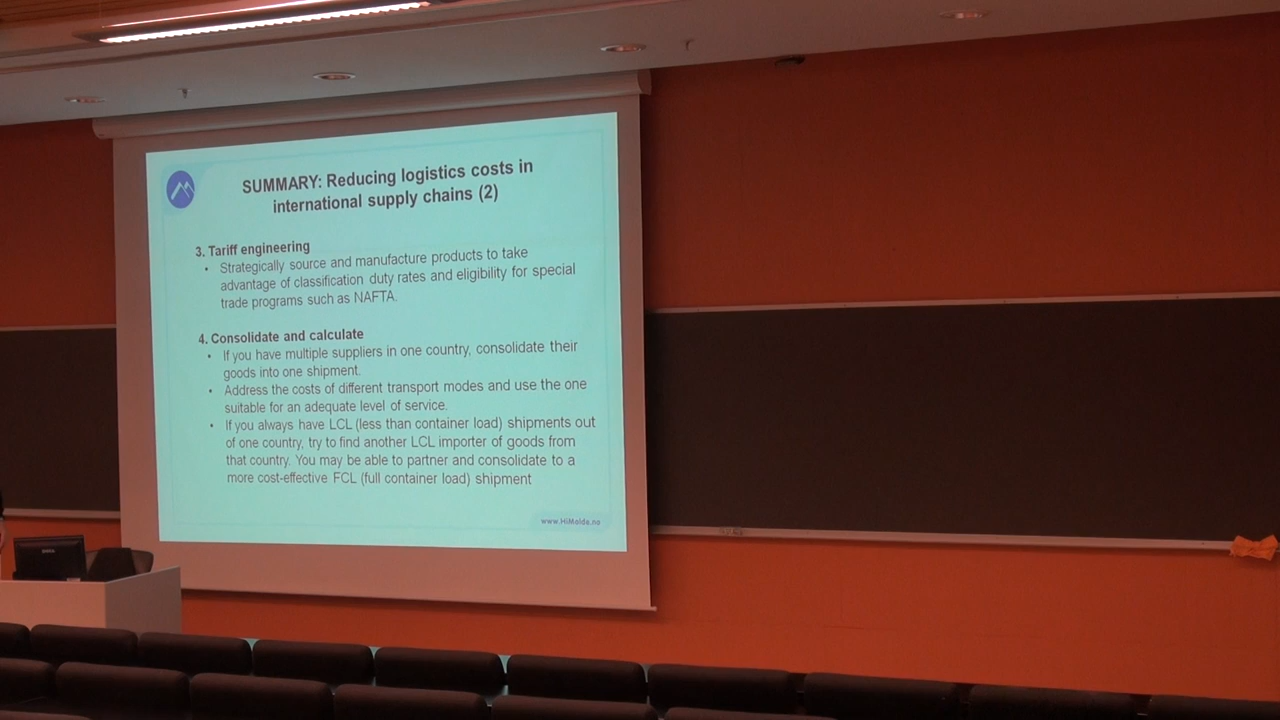 SUMMARY: Reducing logistics costs in
international supply chains (2)
3. Tariff engineering
• Strategically source and manufacture products to take
advantage of classification duty rates and eligibility for special
trade programs such as NAFTA.
4. Consolidate and calculate
• If you have multiple suppliers in one country, consolidate their
goods into one shipment.
• Address the costs of different transport modes and use the one
suitable for an adequate level of service.
• If you always have LCL (less than container load) shipments out
of one country, try to find another LCL importer of goods from
that country. You may be able to partner and consolidate to a
more cost-effective FCL (full container load) shipment
www.HiMolde.no